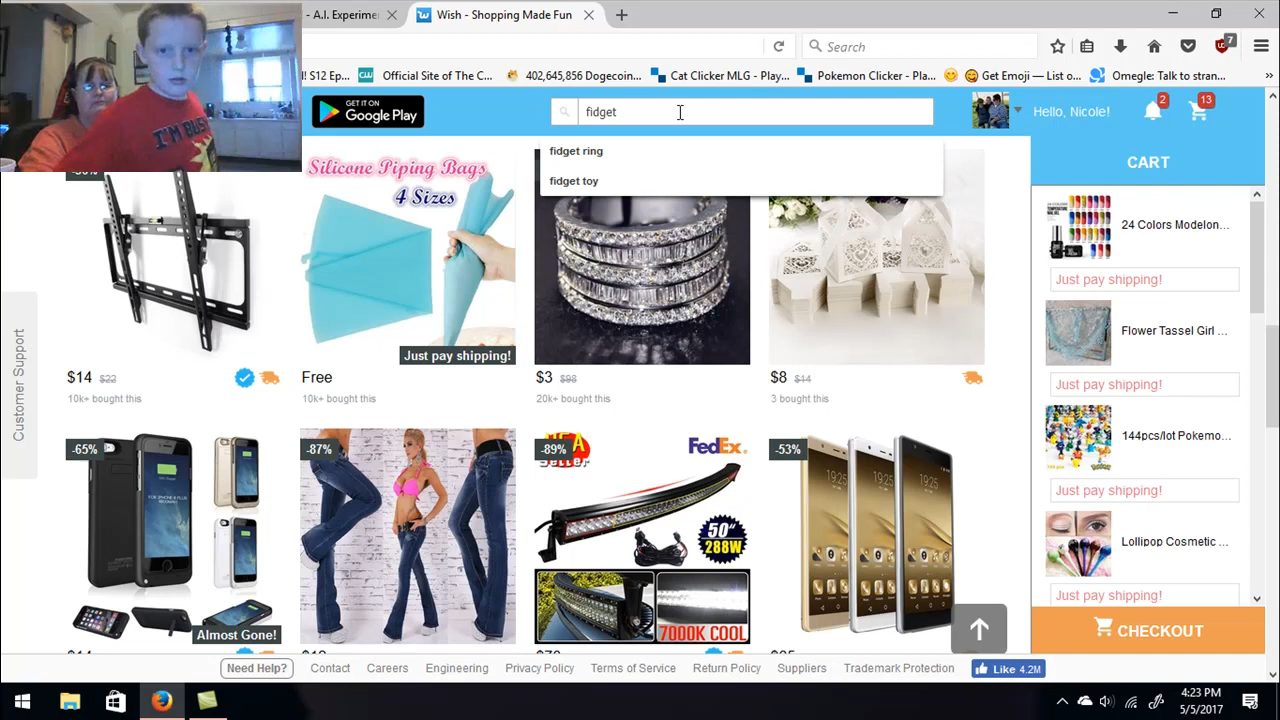 - A.I. Experime
Wish - Shopping Made Fun
Search
7
! S12 Ep...
CW Official Site of The C...
402,645,856 Dogecoin...
Cat Clicker MLG - Play...
Pokemon Clicker - Pla...
Get Emoji — List o...
Omegle: Talk to stran...
GET IT ON
Google Play
fidget
Hello, Nicole!
2
13
fidget ring
fidget toy
CART
I'M BUS
Silicone Piping Bags
4 Sizes
Just pay shipping!
24 Colors Modelon...
Just pay shipping!
Flower Tassel Girl ...
Just pay shipping!
144pcs/lot Pokemo...
Just pay shipping!
Lollipop Cosmetic ...
Just pay shipping!
CHECKOUT
Customer Support
$14 $22
10k+ bought this
Free
10k+ bought this
$3 $98
20k+ bought this
$8 $14
3 bought this
-65%
Almost Gone!
-87%
-89%
FedEx
50"
288W
7000K COOL
-53%
19:25
19:25
Need Help?
Contact
Careers
Engineering
Privacy Policy
Terms of Service
Return Policy
Suppliers
Trademark Protection
Like 4.2M
4:23 PM
5/5/2017